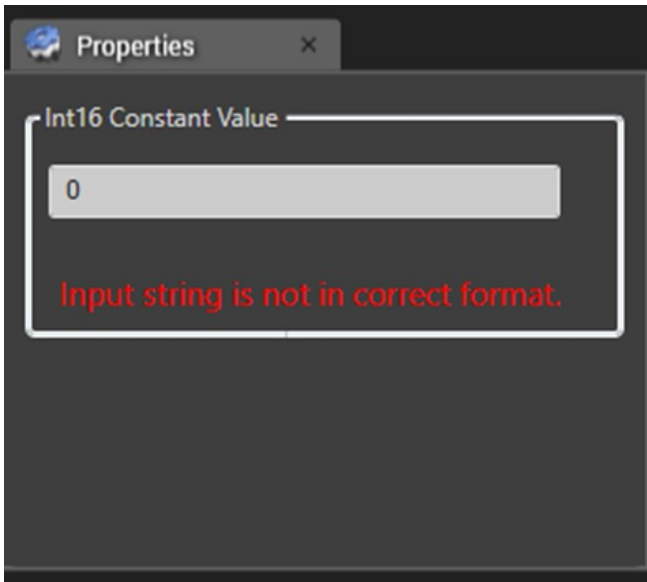 Properties
Int16 Constant Value
0
Input string is not in correct format.